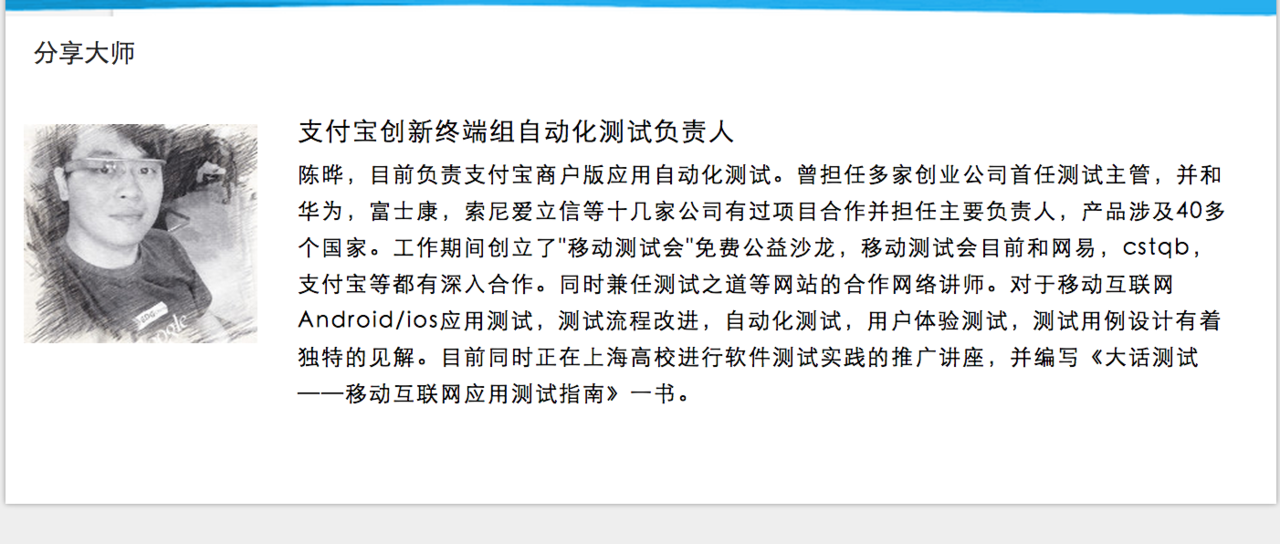 分享大师
支付宝创新终端组自动化测试负责人
陈晔，目前负责支付宝商户版应用自动化测试。曾担任多家创业公司首任测试主管，并和
华为，富士康，索尼爱立信等十几家公司有过项目合作并担任主要负责人，产品涉及40多
个国家。工作期间创立了"移动测试会"免费公益沙龙，移动测试会目前和网易，cstqb，
支付宝等都有深入合作。同时兼任测试之道等网站的合作网络讲师。对于移动互联网
Android/ios应用测试，测试流程改进，自动化测试，用户体验测试，测试用例设计有着
独特的见解。目前同时正在上海高校进行软件测试实践的推广讲座，并编写《大话测试
——移动互联网应用测试指南》一书。